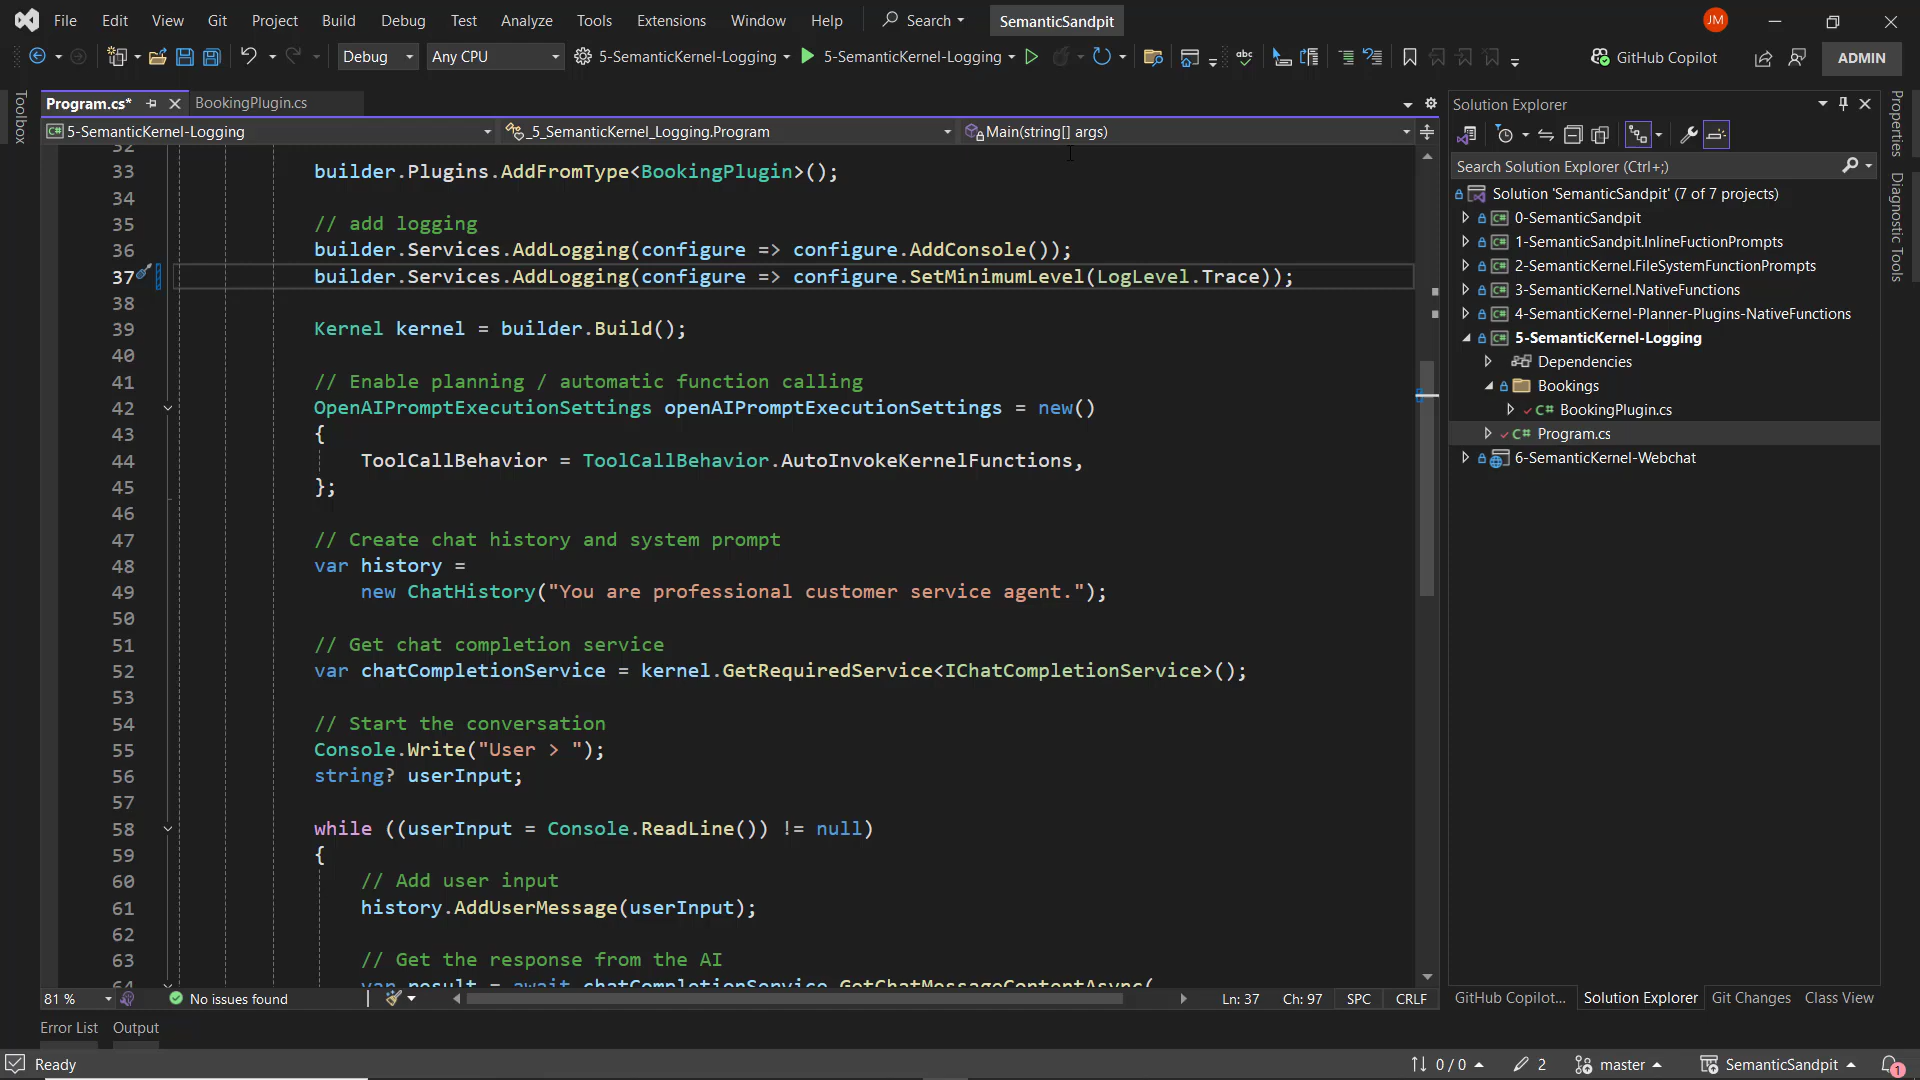 File Edit View Git Project Build Debug Test Analyze Tools Extensions Window Help Search SemanticSandpit JM
Debug Any CPU 5-SemanticKernel-Logging 5-SemanticKernel-Logging GitHub Copilot ADMIN
Toolbox
Program.cs* BookingPlugin.cs
5-SemanticKernel-Logging _5_SemanticKernel_Logging.Program Main(string[] args)
32
33 builder.Plugins.AddFromType<BookingPlugin>();
34
35 // add logging
36 builder.Services.AddLogging(configure => configure.AddConsole());
37 builder.Services.AddLogging(configure => configure.SetMinimumLevel(LogLevel.Trace));
38
39 Kernel kernel = builder.Build();
40
41 // Enable planning / automatic function calling
42 OpenAIPromptExecutionSettings openAIPromptExecutionSettings = new()
43 {
44 ToolCallBehavior = ToolCallBehavior.AutoInvokeKernelFunctions,
45 };
46
47 // Create chat history and system prompt
48 var history =
49 new ChatHistory("You are professional customer service agent.");
50
51 // Get chat completion service
52 var chatCompletionService = kernel.GetRequiredService<IChatCompletionService>();
53
54 // Start the conversation
55 Console.Write("User > ");
56 string? userInput;
57
58 while ((userInput = Console.ReadLine()) != null)
59 {
60 // Add user input
61 history.AddUserMessage(userInput);
62
63 // Get the response from the AI
64 var result = await chatCompletionService.GetChatMessageContentAsync(
81 % No issues found Ln: 37 Ch: 97 SPC CRLF
Error List Output
Solution Explorer
Search Solution Explorer (Ctrl+;)
Solution 'SemanticSandpit' (7 of 7 projects)
0-SemanticSandpit
1-SemanticSandpit.InlineFuctionPrompts
2-SemanticKernel.FileSystemFunctionPrompts
3-SemanticKernel.NativeFunctions
4-SemanticKernel-Planner-Plugins-NativeFunctions
5-SemanticKernel-Logging
Dependencies
Bookings
C# BookingPlugin.cs
C# Program.cs
6-SemanticKernel-Webchat
GitHub Copilot... Solution Explorer Git Changes Class View
Properties
Diagnostic Tools
Ready 0 / 0 2 master SemanticSandpit 1